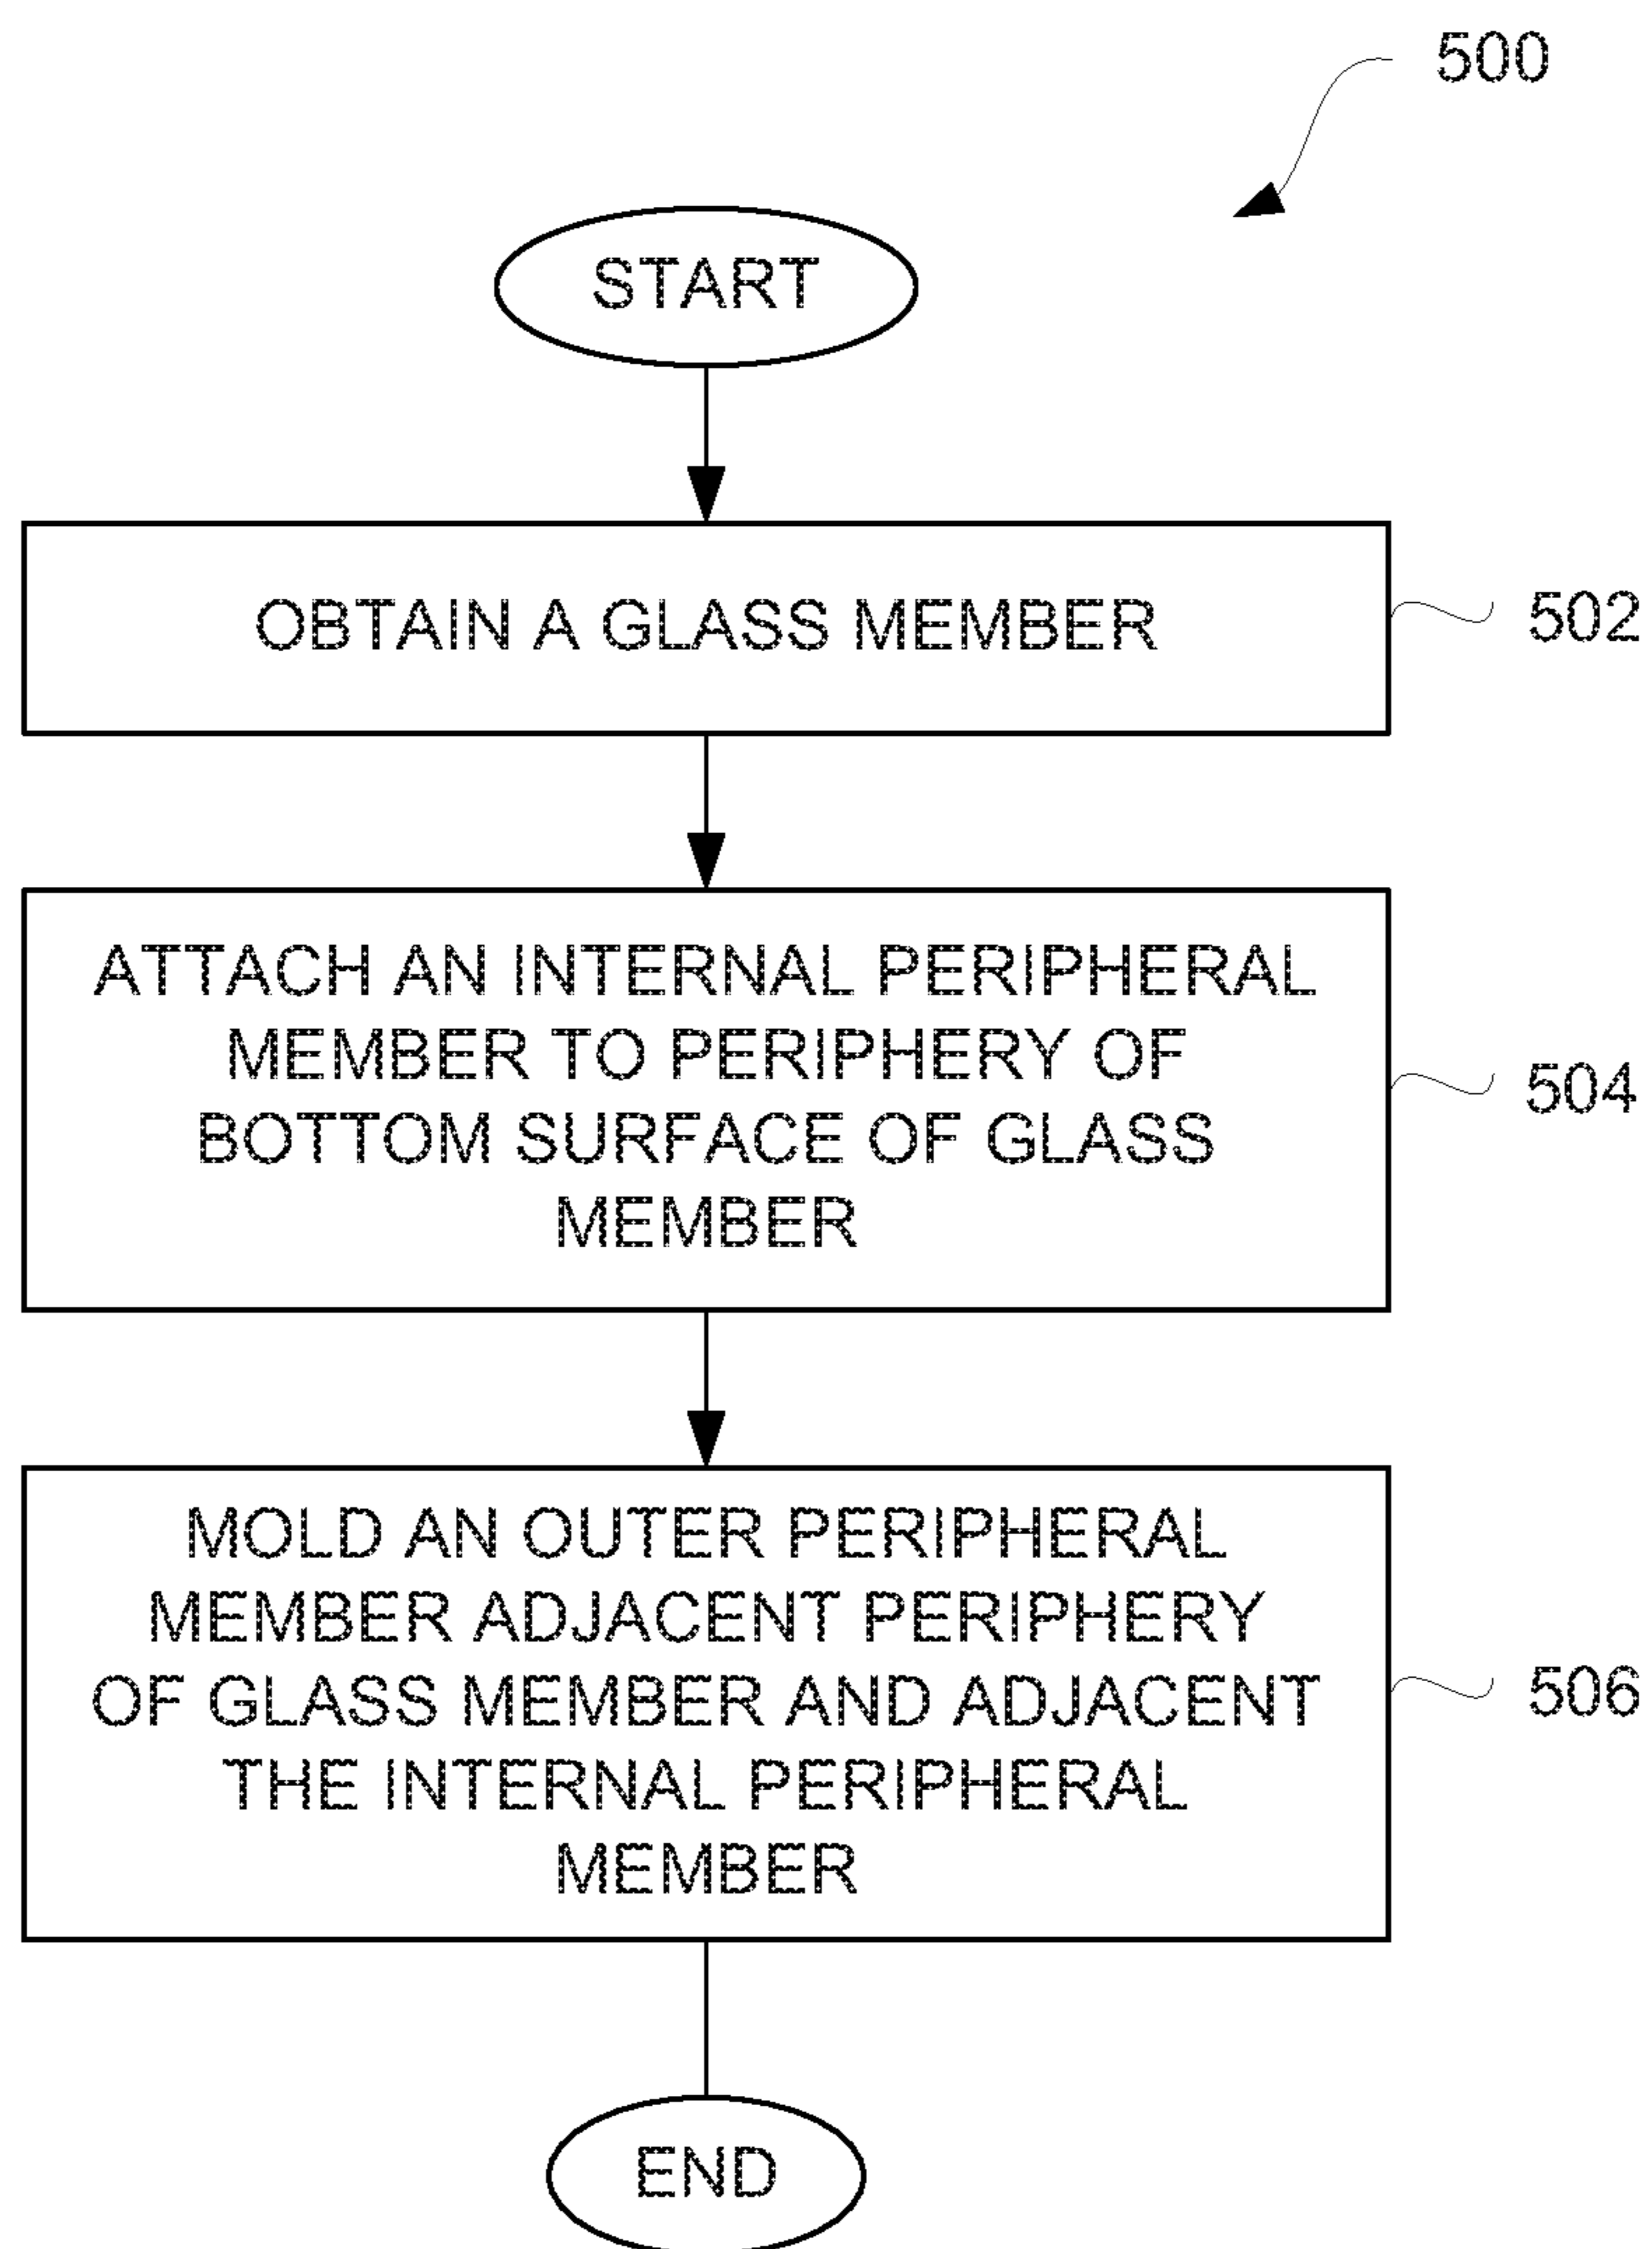 500
START
OBTAIN A GLASS MEMBER
502
ATTACH AN INTERNAL PERIPHERAL
MEMBER TO PERIPHERY OF
BOTTOM SURFACE OF GLASS
MEMBER
504
MOLD AN OUTER PERIPHERAL
MEMBER ADJACENT PERIPHERY
OF GLASS MEMBER AND ADJACENT
THE INTERNAL PERIPHERAL
MEMBER
506
END